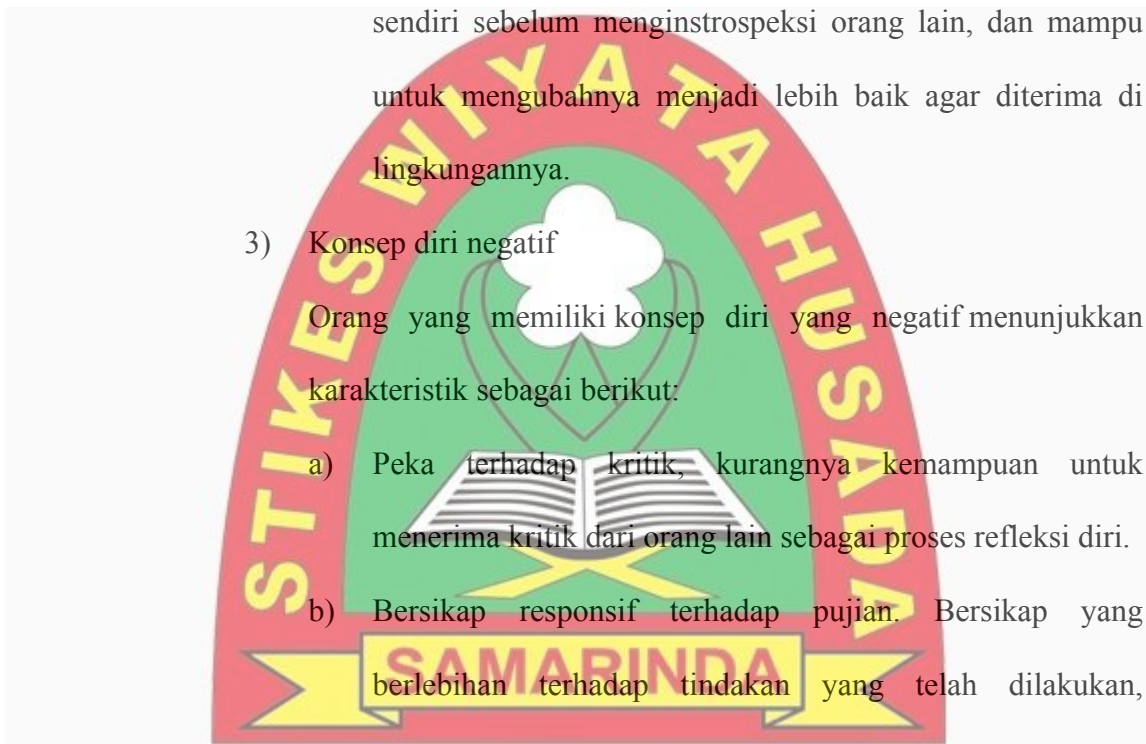 sendiri sebelum menginstrospeksi orang lain, dan mampu
untuk mengubahnya menjadi lebih baik agar diterima di
lingkungannya.
3) Konsep diri negatif
Orang yang memiliki konsep diri yang negatif menunjukkan
karakteristik sebagai berikut:
a) Peka terhadap kritik, kurangnya kemampuan untuk
menerima kritik dari orang lain sebagai proses refleksi diri.
b) Bersikap responsif terhadap pujian. Bersikap yang
berlebihan terhadap tindakan yang telah dilakukan,
STIKES WIYATA HUSADA
SAMARINDA